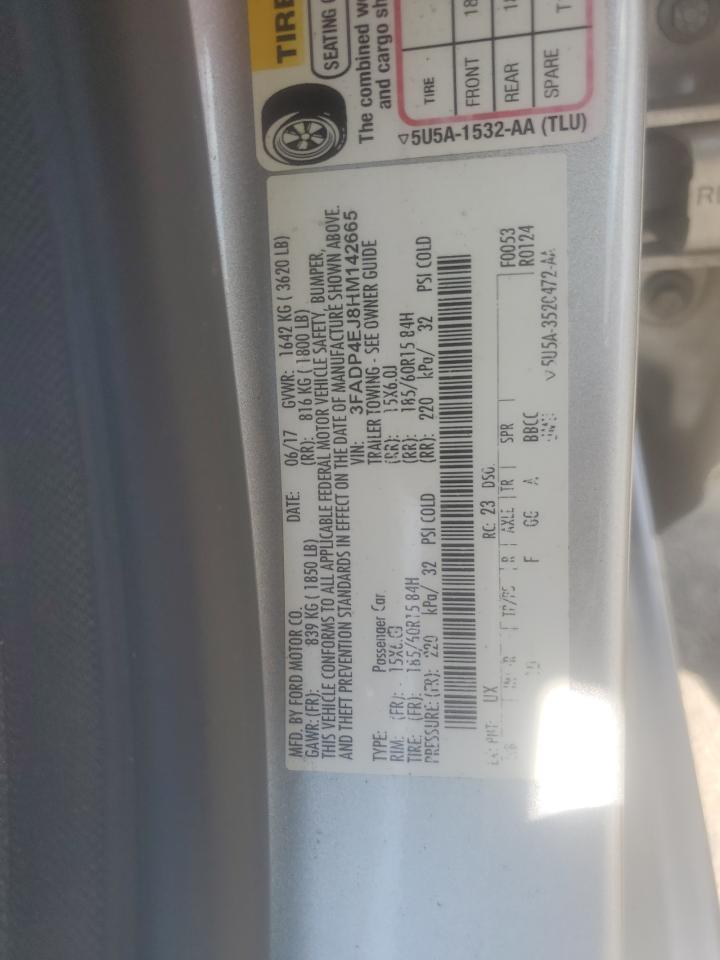 TIRE
SEATING
The combined
and cargo
TIRE
FRONT 18
REAR 18
SPARE T
5U5A-1532-AA (TLU)
MFD. BY FORD MOTOR CO.
DATE: 06/17 GVWR: 1642 KG ( 3620 LB)
GAWR: (FR): 839 KG ( 1850 LB) (RR): 816 KG ( 1800 LB)
THIS VEHICLE CONFORMS TO ALL APPLICABLE FEDERAL MOTOR VEHICLE SAFETY, BUMPER,
AND THEFT PREVENTION STANDARDS IN EFFECT ON THE DATE OF MANUFACTURE SHOWN ABOVE.
VIN: 3FADP4EJ8HM142665
TYPE: Passenger Car. TRAILER TOWING - SEE OWNER GUIDE
RIM: (FR): 15X6.0J (RR): 15X6.0J
TIRE: (FR): 185/60R15 84H (RR): 185/60R15 84H
PRESSURE: (FR): 220 kPa/ 32 PSI COLD (RR): 220 kPa/ 32 PSI COLD
F0053
R0124
UX RC: 23 DSO:
AXLE TR SPR
F GG A BBCC
5U5A-3520472-AA